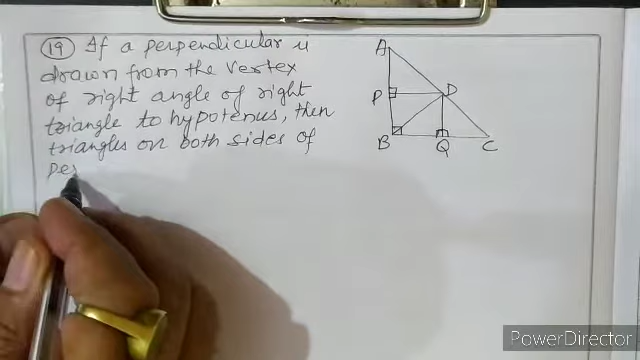 19 If a perpendicular is
drawn from the vertex
of right angle of right
triangle to hypotenus, then
triangles on both sides of
per
A
P
D
B
Q
C
PowerDirector